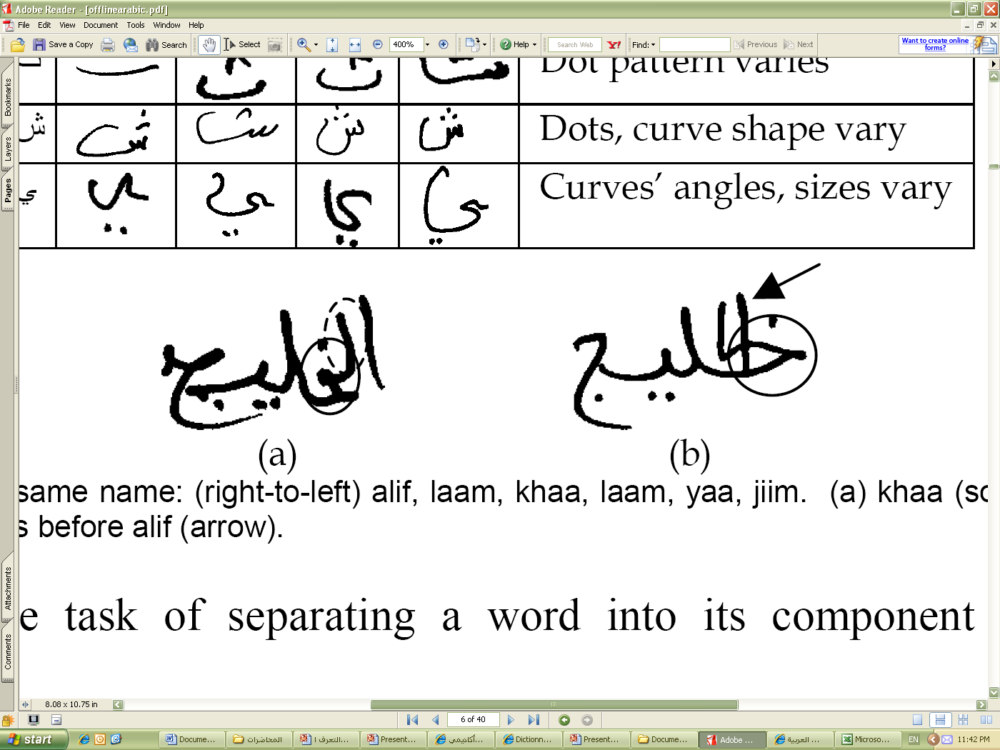 Adobe Reader - [offlinearabic.pdf]
File Edit View Document Tools Window Help
Save a Copy Search Select 400% Help Search Web Y! Find: Previous Next Want to create online forms?
Bookmarks
Layers
Pages
Attachments
Comments
Dot pattern varies
ش Dots, curve shape vary
ي Curves’ angles, sizes vary
الخليج
(a) (b)
same name: (right-to-left) alif, laam, khaa, laam, yaa, jiim. (a) khaa (so
s before alif (arrow).
e task of separating a word into its component
8.08 x 10.75 in
6 of 40
start Docume... المحاضرات التعرف ا... Present... أكاديمي... Dictionn... Present... Docume... Adobe ... العربية ... Microso... EN 11:42 PM